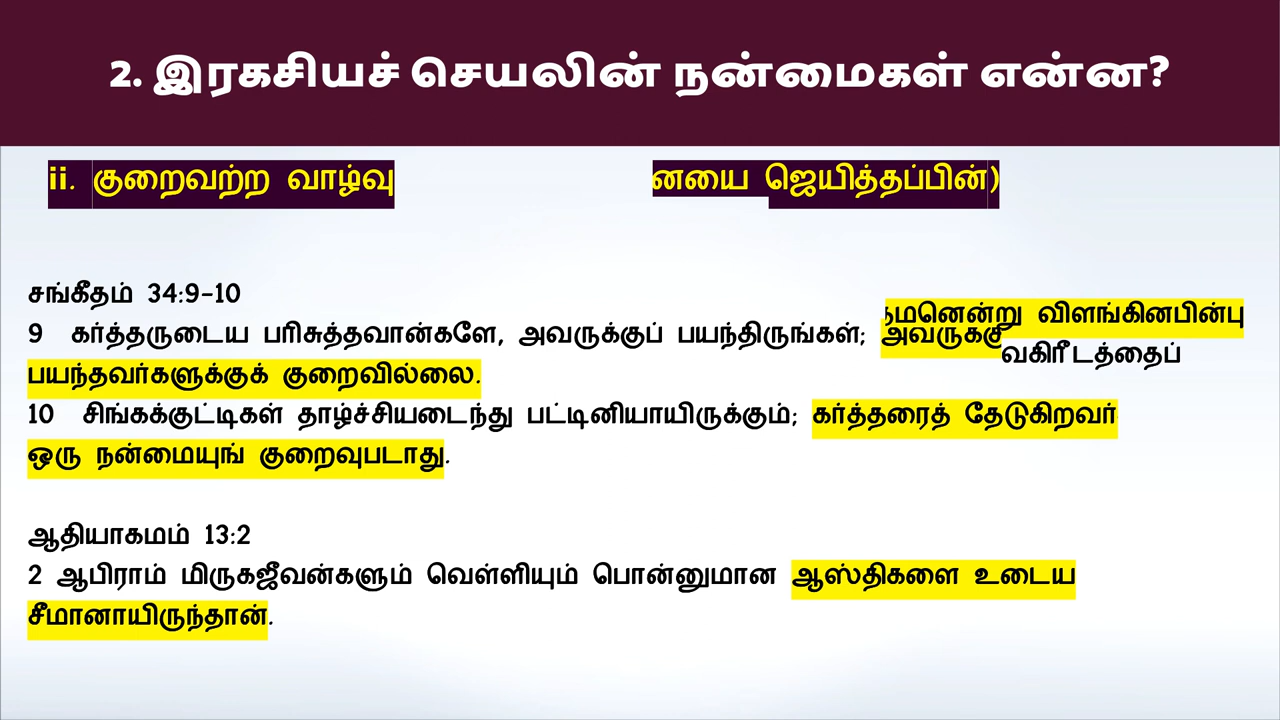 2. இரகசியச் செயலின் நன்மைகள் என்ன?
ii. குறைவற்ற வாழ்வு னயை ஜெயித்தப்பின்)
சங்கீதம் 34:9-10
மனென்று விளங்கினபின்பு
9 கர்த்தருடைய பரிசுத்தவான்களே, அவருக்குப் பயந்திருங்கள்; அவருக்கு
வகிரீடத்தைப்
பயந்தவர்களுக்குக் குறைவில்லை.
10 சிங்கக்குட்டிகள் தாழ்ச்சியடைந்து பட்டினியாயிருக்கும்; கர்த்தரைத் தேடுகிறவர்
ஒரு நன்மையுங் குறைவுபடாது.
ஆதியாகமம் 13:2
2 ஆபிராம் மிருகஜீவன்களும் வெள்ளியும் பொன்னுமான ஆஸ்திகளை உடைய
சீமானாயிருந்தான்.